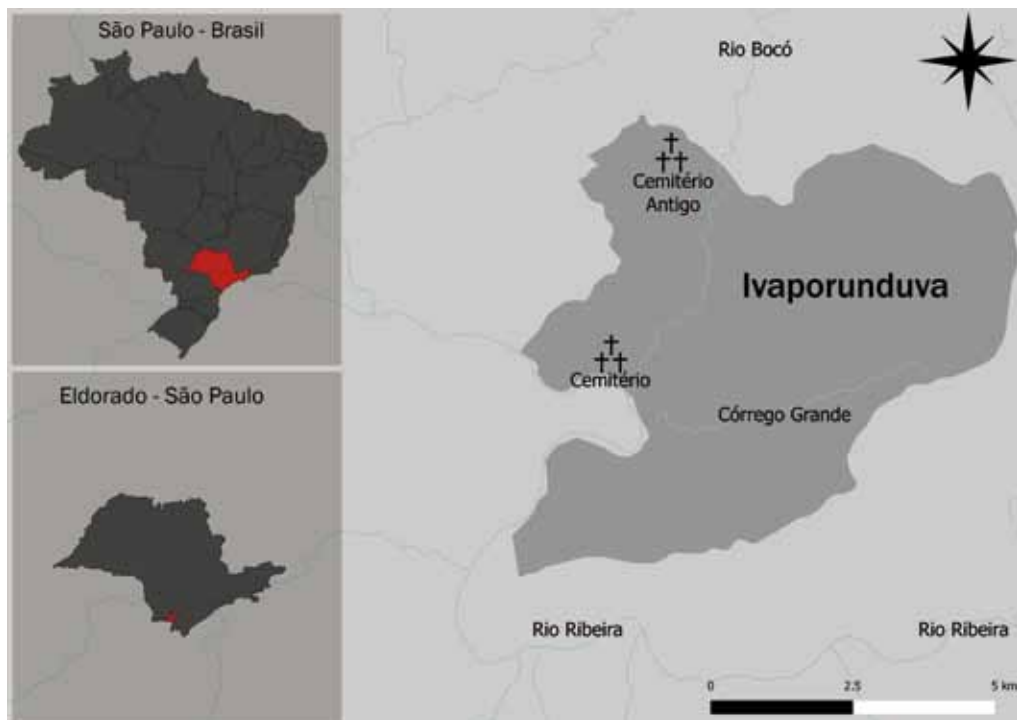 São Paulo - Brasil
Eldorado - São Paulo
Rio Bocó
Cemitério
Antigo
Ivaporunduva
Cemitério
Córrego Grande
Rio Ribeira
Rio Ribeira
0
2.5
5 km